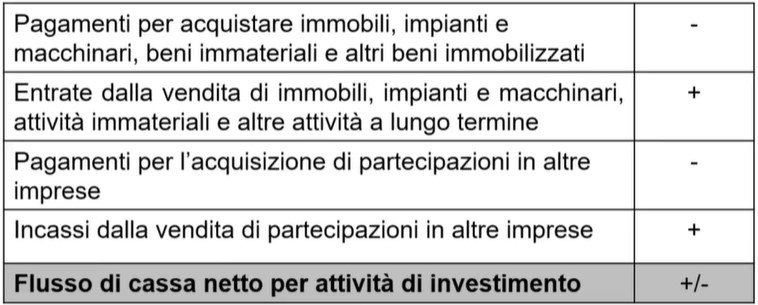 Pagamenti per acquistare immobili, impianti e
macchinari, beni immateriali e altri beni immobilizzati
-
Entrate dalla vendita di immobili, impianti e macchinari,
attività immateriali e altre attività a lungo termine
+
Pagamenti per l'acquisizione di partecipazioni in altre
imprese
-
Incassi dalla vendita di partecipazioni in altre imprese
+
Flusso di cassa netto per attività di investimento
+/-